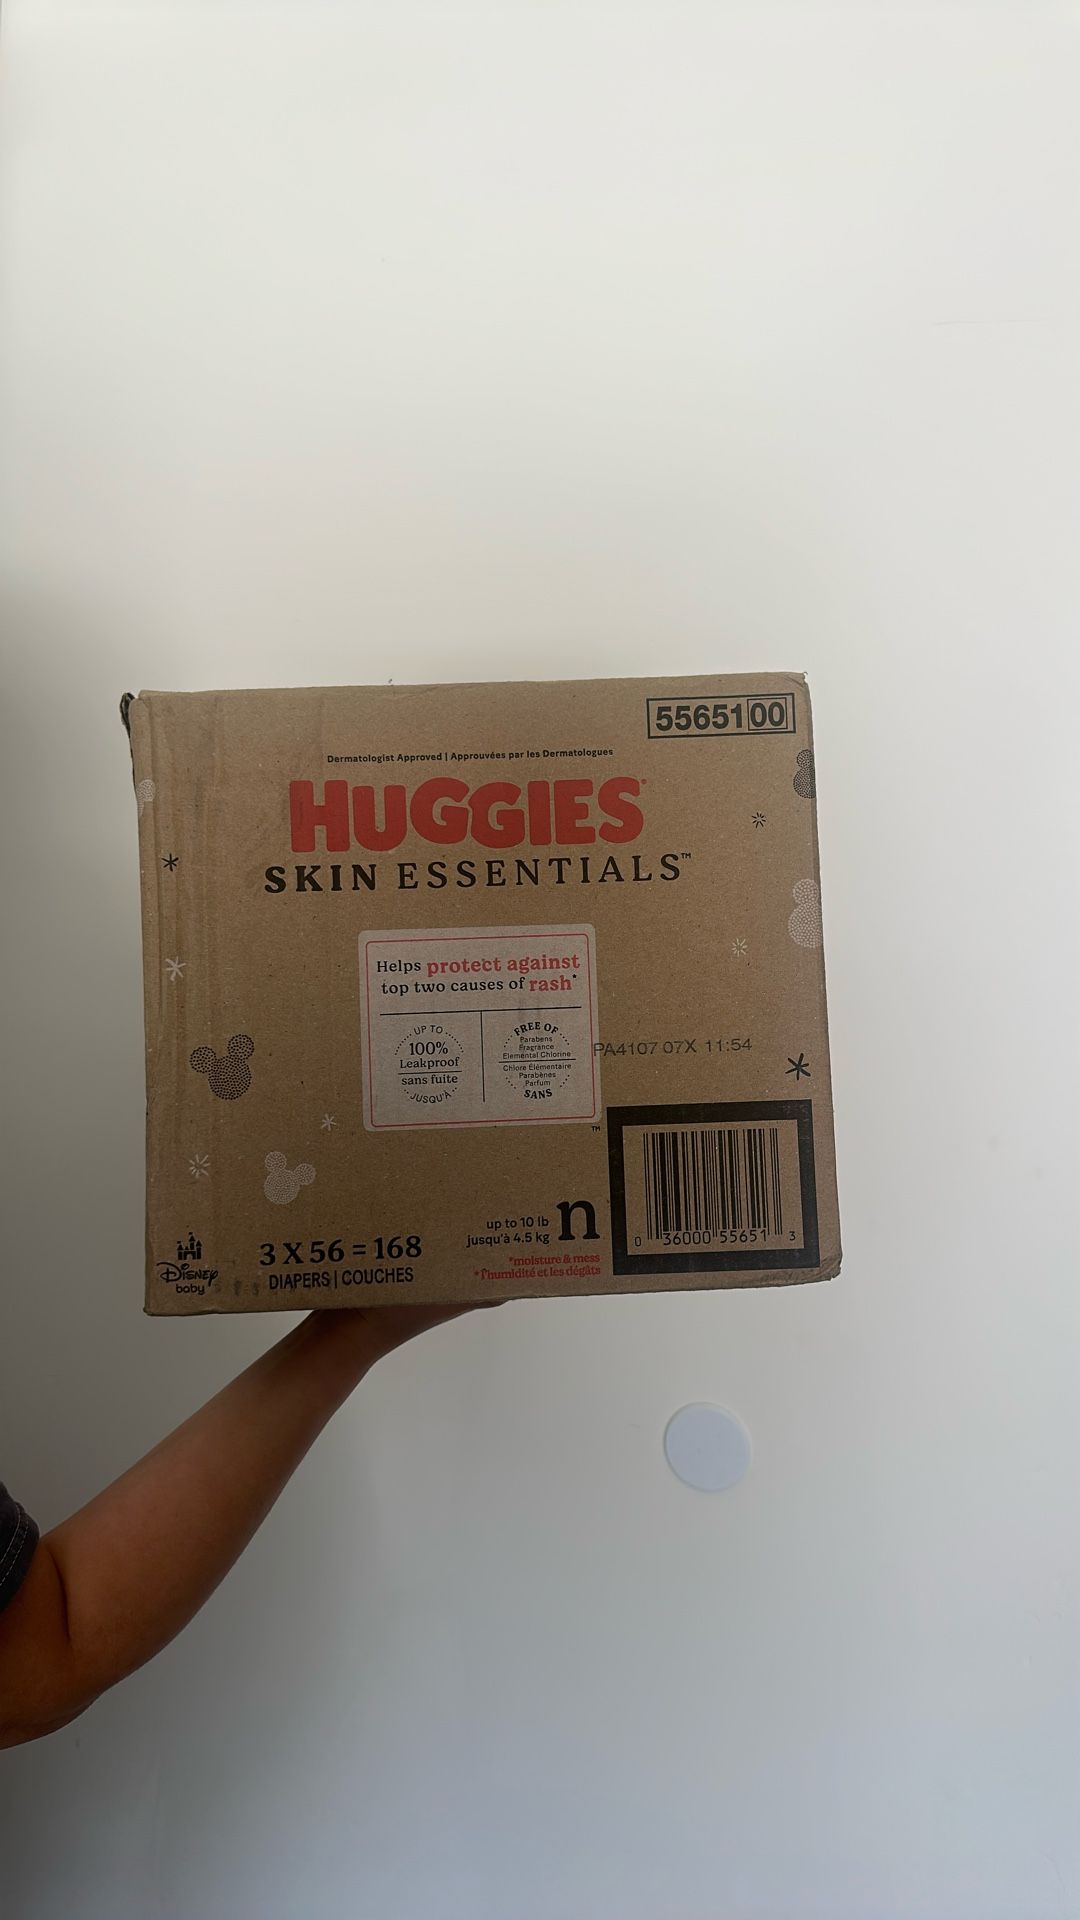 5565100
Dermatologist Approved | Approuvées par les Dermatologues
HUGGIES®
SKIN ESSENTIALS™
Helps protect against
top two causes of rash*
UP TO
100%
Leakproof
sans fuite
JUSQU'À
FREE OF
Parabens
Fragrance
Elemental Chlorine
Chlore Élémentaire
Parabènes
Parfum
SANS
PA4107 07X 11:54
TM
up to 10 lb
jusqu'à 4.5 kg
n
*moisture & mess
*l'humidité et les dégâts
0 36000 55651 3
3 X 56 = 168
DIAPERS | COUCHES
Disney
baby